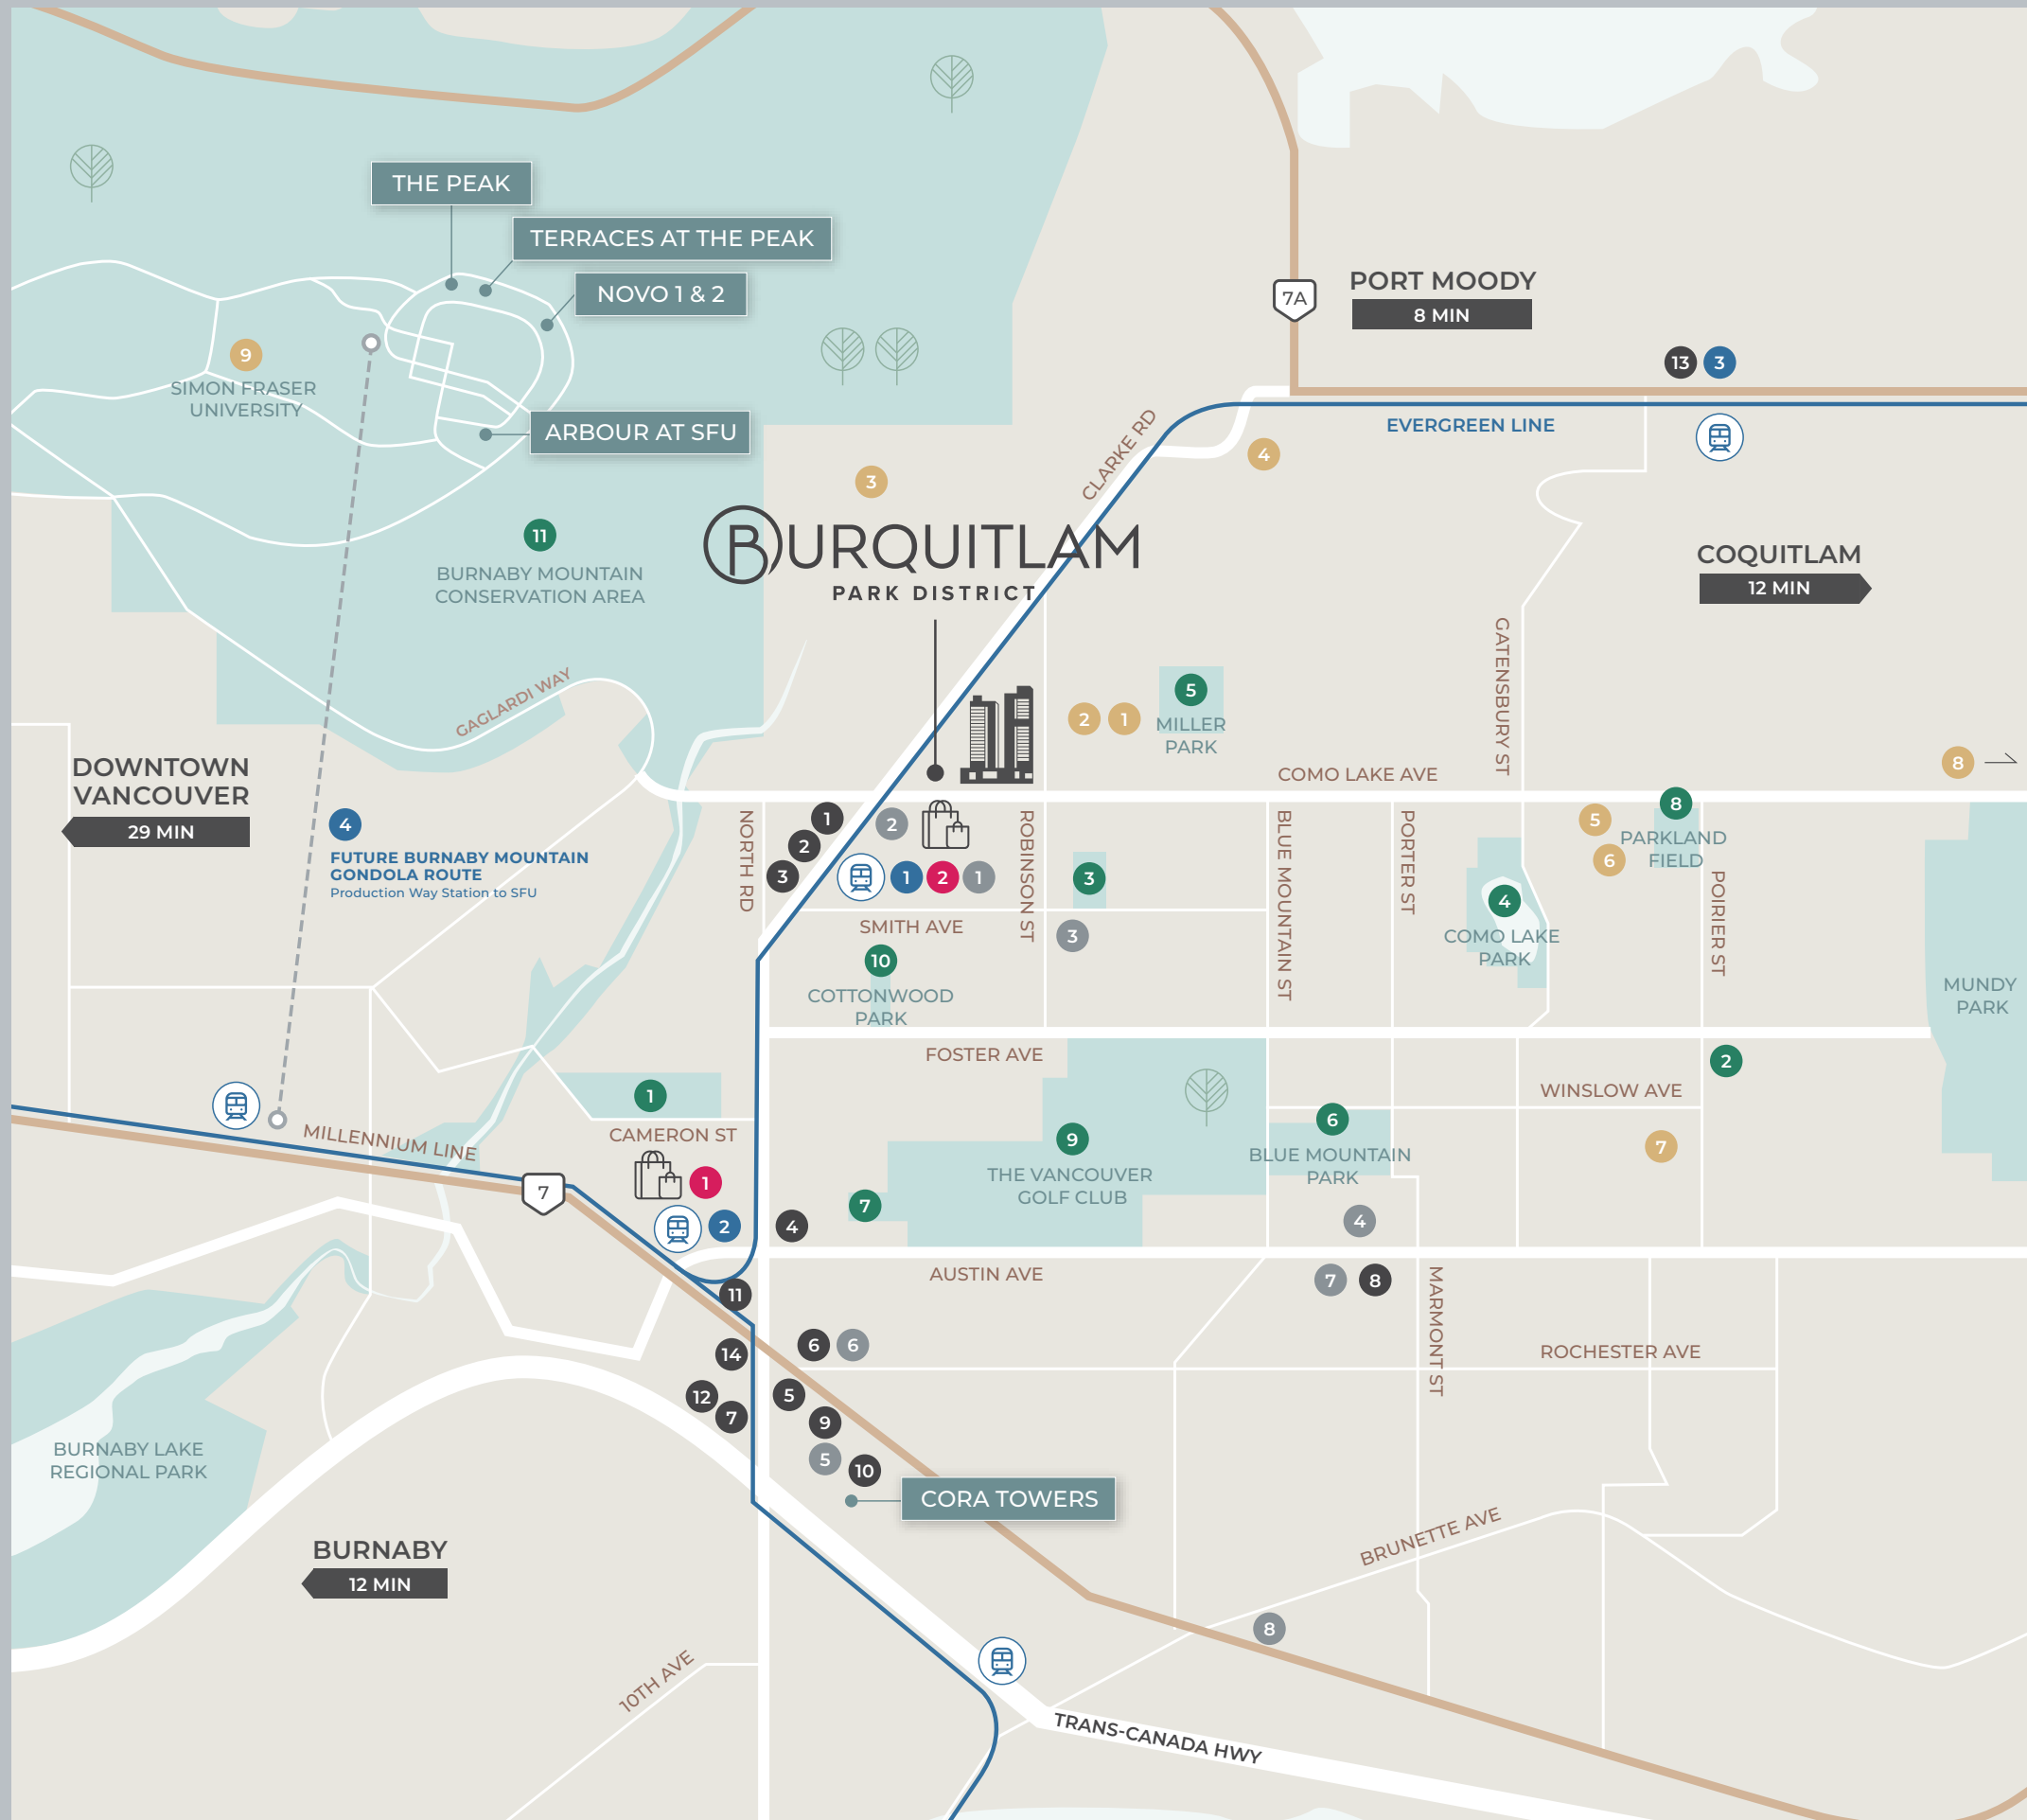 THE PEAK
TERRACES AT THE PEAK
NOVO 1 & 2
7A
PORT MOODY
8 MIN
9
SIMON FRASER
UNIVERSITY
13
3
ARBOUR AT SFU
CLARKE RD
EVERGREEN LINE
4
3
11
BURNABY MOUNTAIN
CONSERVATION AREA
BURQUITLAM
PARK DISTRICT
COQUITLAM
12 MIN
GATENSBURY ST
GAGLARDI WAY
5
MILLER
PARK
2
1
COMO LAKE AVE
8
DOWNTOWN
VANCOUVER
29 MIN
4
FUTURE BURNABY MOUNTAIN
GONDOLA ROUTE
Production Way Station to SFU
NORTH RD
1
2
3
2
1
2
1
ROBINSON ST
3
BLUE MOUNTAIN ST
PORTER ST
5
6
8
PARKLAND
FIELD
POIRIER ST
4
COMO LAKE
PARK
SMITH AVE
3
10
COTTONWOOD
PARK
MUNDY
PARK
FOSTER AVE
2
WINSLOW AVE
1
CAMERON ST
MILLENNIUM LINE
7
1
2
4
7
9
THE VANCOUVER
GOLF CLUB
6
BLUE MOUNTAIN
PARK
7
4
AUSTIN AVE
7
8
MARMONT ST
11
14
6
6
ROCHESTER AVE
12
7
5
9
5
10
CORA TOWERS
BURNABY LAKE
REGIONAL PARK
BURNABY
12 MIN
BRUNETTE AVE
8
10TH AVE
TRANS-CANADA HWY